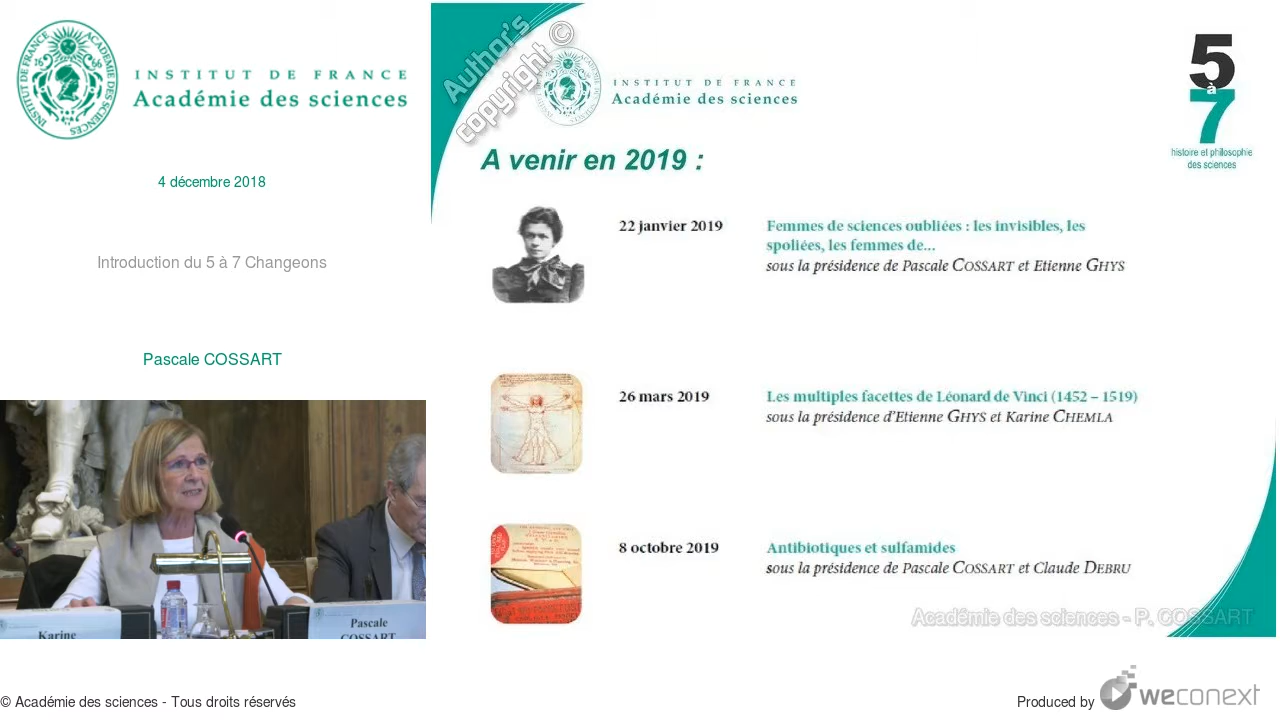 INSTITUT DE FRANCE
Académie des sciences
4 décembre 2018
Introduction du 5 à 7 Changeons
Pascale COSSART
Karine
Pascale
COSSART
Author's
copyright ©
INSTITUT DE FRANCE
Académie des sciences
5
à
7
histoire et philosophie
des sciences
A venir en 2019 :
22 janvier 2019
Femmes de sciences oubliées : les invisibles, les
spoliées, les femmes de...
sous la présidence de Pascale COSSART et Etienne GHYS
26 mars 2019
Les multiples facettes de Léonard de Vinci (1452 – 1519)
sous la présidence d'Etienne GHYS et Karine CHEMLA
8 octobre 2019
Antibiotiques et sulfamides
sous la présidence de Pascale COSSART et Claude DEBRU
Académie des sciences - P. COSSART
© Académie des sciences - Tous droits réservés
Produced by weconext